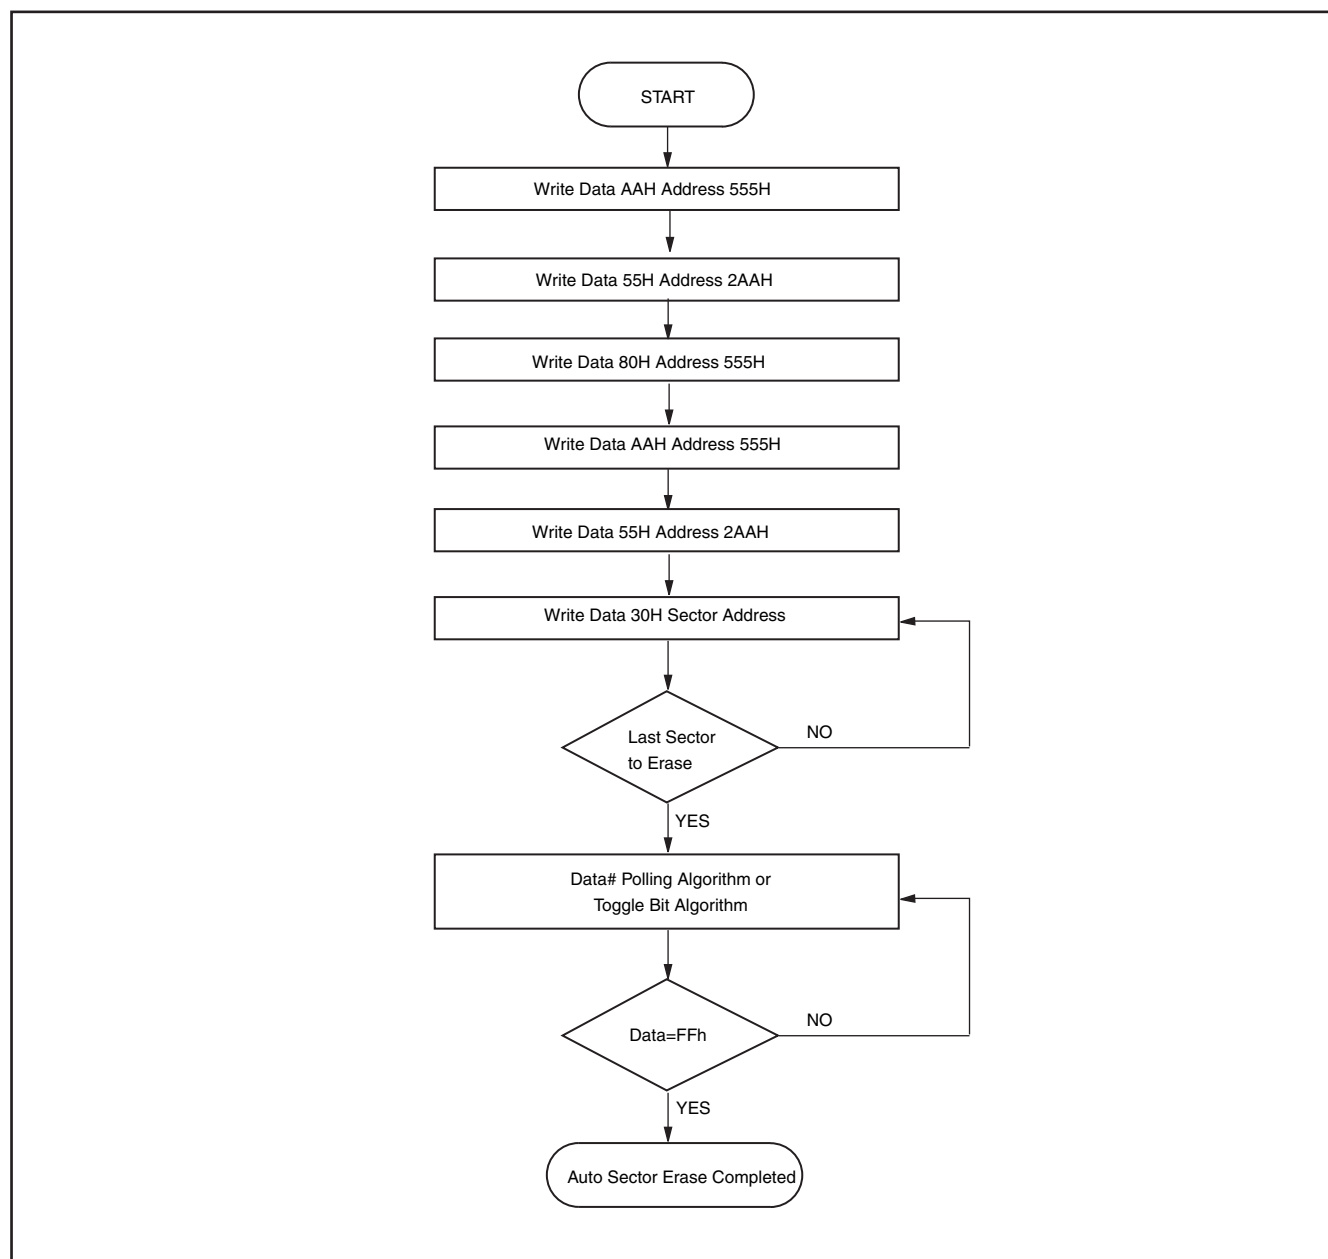 START
Write Data AAH Address 555H
Write Data 55H Address 2AAH
Write Data 80H Address 555H
Write Data AAH Address 555H
Write Data 55H Address 2AAH
Write Data 30H Sector Address
Last Sector
to Erase
NO
YES
Data# Polling Algorithm or
Toggle Bit Algorithm
Data=FFh
NO
YES
Auto Sector Erase Completed